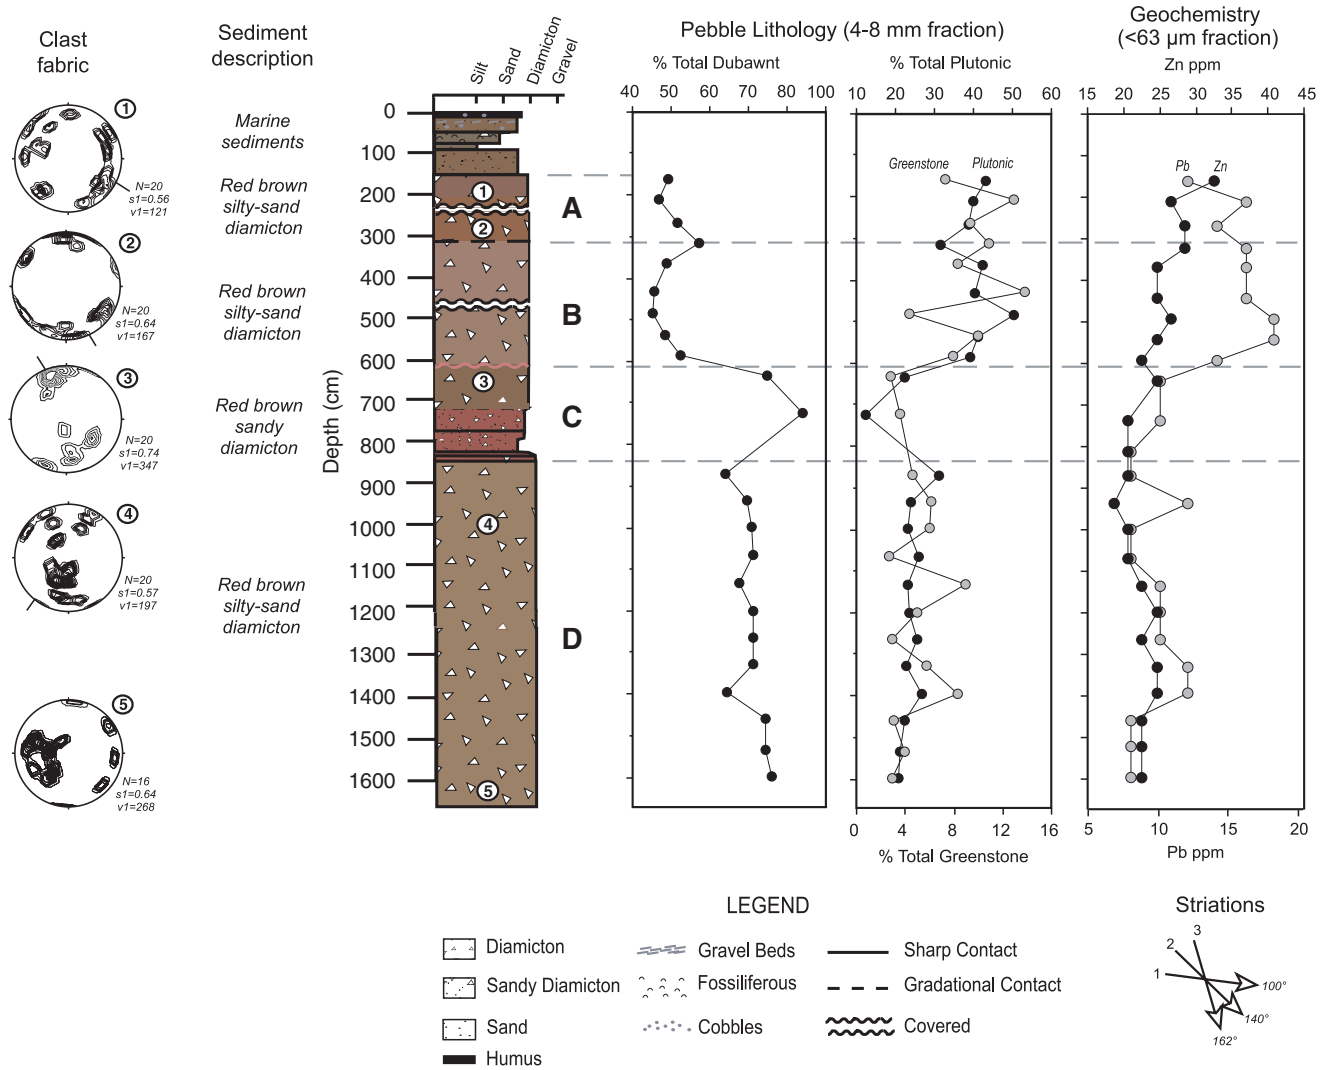 Clast
fabric
Sediment
description
Silt
Sand
Diamicton
Gravel
Pebble Lithology (4-8 mm fraction)
Geochemistry
(<63 µm fraction)
% Total Dubawnt
% Total Plutonic
Zn ppm
40 50 60 70 80 90 100
10 20 30 40 50 60
15 20 25 30 35 40 45
Greenstone
Plutonic
Pb
Zn
1
N=20
s1=0.56
v1=121
2
N=20
s1=0.64
v1=167
3
N=20
s1=0.74
v1=347
4
N=20
s1=0.57
v1=197
5
N=16
s1=0.64
v1=268
Marine
sediments
Red brown
silty-sand
diamicton
Red brown
silty-sand
diamicton
Red brown
sandy
diamicton
Red brown
silty-sand
diamicton
Depth (cm)
0
100
200
300
400
500
600
700
800
900
1000
1100
1200
1300
1400
1500
1600
1
2
3
4
5
A
B
C
D
0 4 8 12 16
% Total Greenstone
5 10 15 20
Pb ppm
LEGEND
Diamicton
Sandy Diamicton
Sand
Humus
Gravel Beds
Fossiliferous
Cobbles
Sharp Contact
Gradational Contact
Covered
Striations
3
2
1
100°
140°
162°